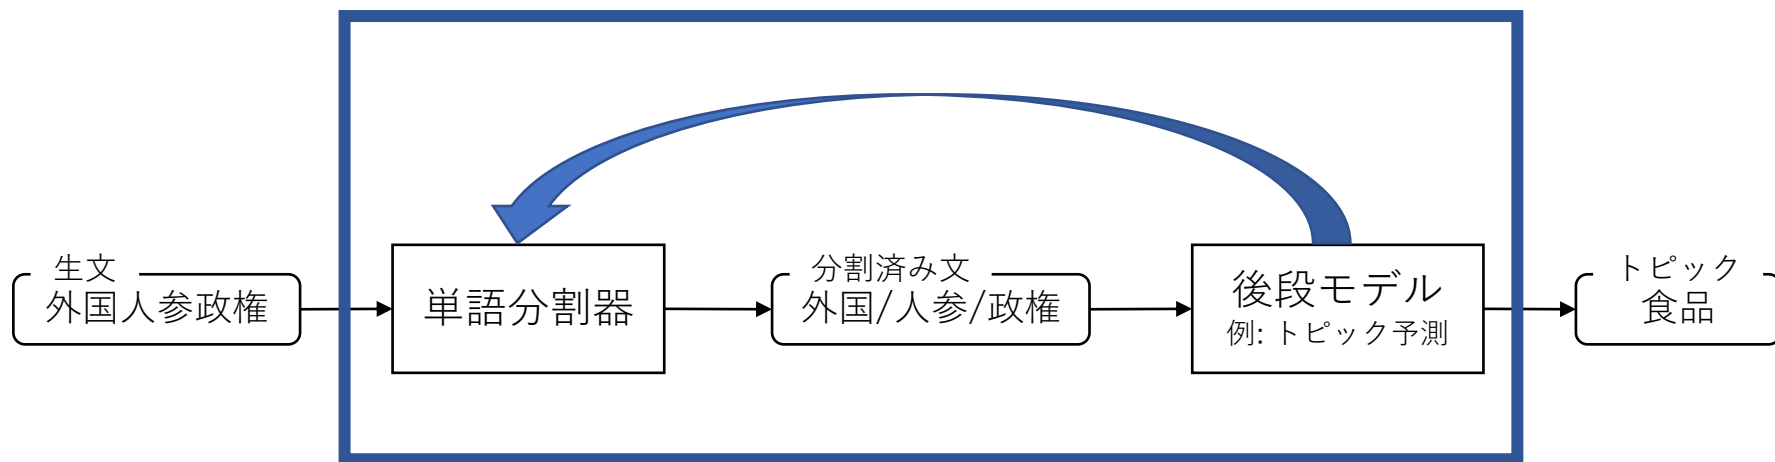 生文
外国人参政権
単語分割器
分割済み文
外国/人参/政権
後段モデル
例: トピック予測
トピック
食品